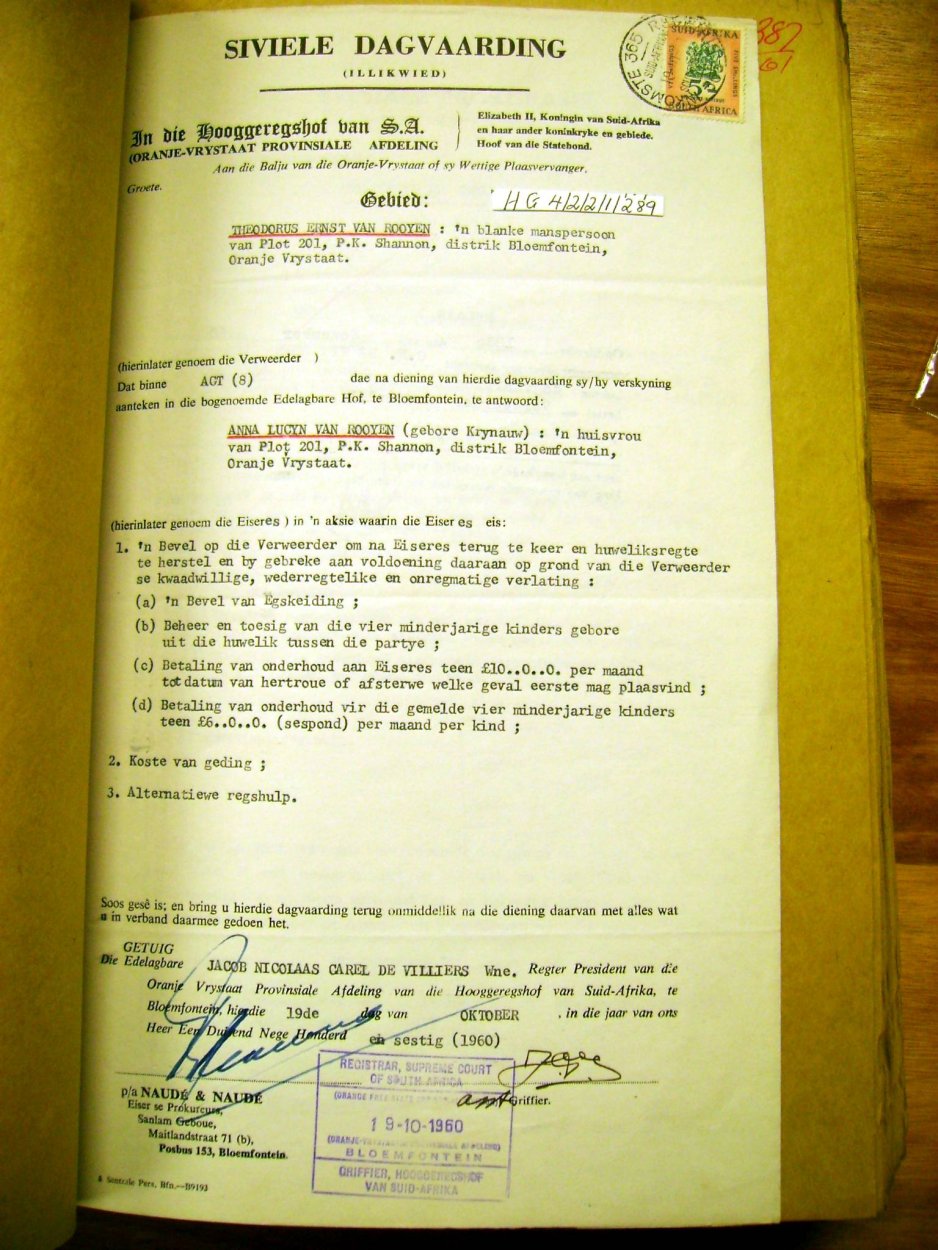 SIVIELE DAGVAARDING
(ILLIKWIED)
SUID-AFRIKA
387
61
In die Hooggeregshof van S.A.
(ORANJE-VRYSTAAT PROVINSIALE AFDELING
Elizabeth II, Koningin van Suid-Afrika
en haar ander koninkryke en gebiede.
Hoof van die Statebond.
Aan die Balju van die Oranje-Vrystaat of sy Wettige Plaasvervanger.
Groete.
Gebied:
HG 4/2/2/1/289
THEODORUS ERNST VAN ROOYEN : 'n blanke manspersoon
van Plot 201, P.K. Shannon, distrik Bloemfontein,
Oranje Vrystaat.
(hierinlater genoem die Verweerder )
Dat binne AGT (8) dae na diening van hierdie dagvaarding sy/hy verskyning
aanteken in die bogenoemde Edelagbare Hof, te Bloemfontein, te antwoord:
ANNA LUCYN VAN ROOYEN (gebore Krynauw) : 'n huisvrou
van Plot 201, P.K. Shannon, distrik Bloemfontein,
Oranje Vrystaat.
(hierinlater genoem die Eiseres ) in 'n aksie waarin die Eiseres eis:
1. 'n Bevel op die Verweerder om na Eiseres terug te keer en huweliksregte
te herstel en by gebreke aan voldoening daaraan op grond van die Verweerder
se kwaadwillige, wederregtelike en onregmatige verlating :
(a) 'n Bevel van Egskeiding ;
(b) Beheer en toesig van die vier minderjarige kinders gebore
uit die huwelik tussen die partye ;
(c) Betaling van onderhoud aan Eiseres teen £10..0..0. per maand
tot datum van hertroue of afsterwe welke geval eerste mag plaasvind ;
(d) Betaling van onderhoud vir die gemelde vier minderjarige kinders
teen £6..0..0. (sespond) per maand per kind ;
2. Koste van geding ;
3. Alternatiewe regshulp.
Soos gesê is; en bring u hierdie dagvaarding terug onmiddellik na die diening daarvan met alles wat
u in verband daarmee gedoen het.
GETUIG
Die Edelagbare JACOB NICOLAAS CAREL DE VILLIERS Wne. Regter President van die
Oranje Vrystaat Provinsiale Afdeling van die Hooggeregshof van Suid-Afrika, te
Bloemfontein, hierdie 19de dag van OKTOBER , in die jaar van ons
Heer Een Duisend Nege Honderd en sestig (1960)
REGISTRAR, SUPREME COURT
OF SOUTH AFRICA
19-10-1960
BLOEMFONTEIN
GRIFFIER, HOOGGEREGSHOF
VAN SUID-AFRIKA
Griffier.
p/a NAUDÉ & NAUDÉ
Eiser se Prokureurs,
Sanlam Geboue,
Maitlandstraat 71 (b),
Posbus 153, Bloemfontein.
Sentrale Pers, Bfn.—B9193